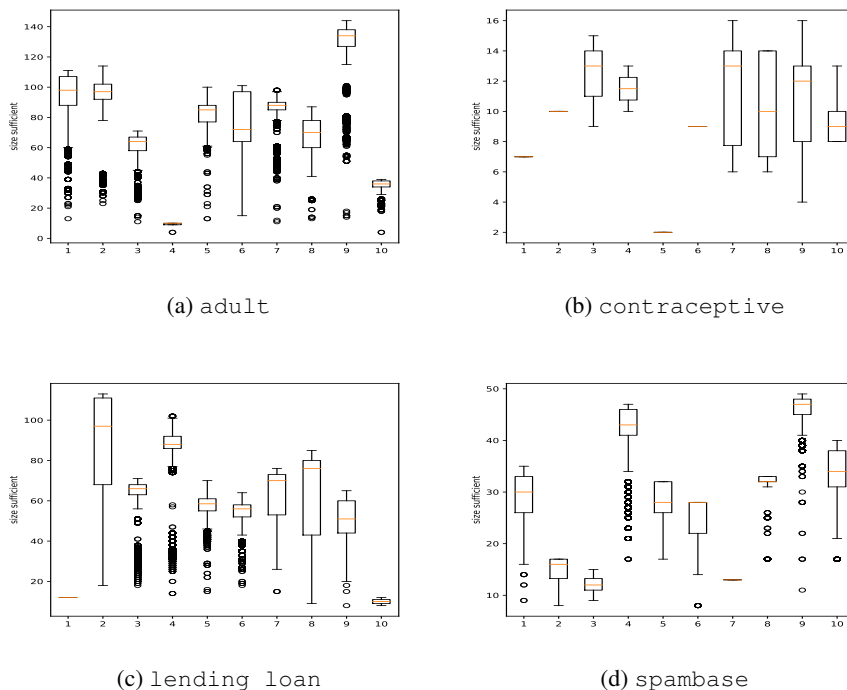 140
120
100
80
60
40
20
0
size sufficient
1 2 3 4 5 6 7 8 9 10
(a) adult
16
14
12
10
8
6
4
2
size sufficient
1 2 3 4 5 6 7 8 9 10
(b) contraceptive
100
80
60
40
20
size sufficient
1 2 3 4 5 6 7 8 9 10
(c) lending loan
50
40
30
20
10
size sufficient
1 2 3 4 5 6 7 8 9 10
(d) spambase